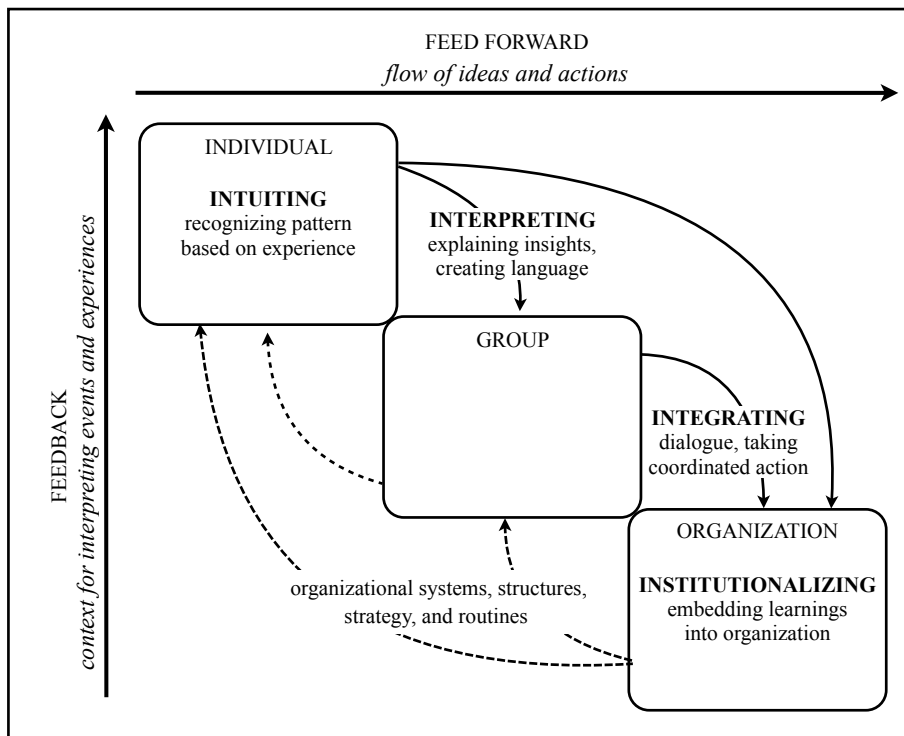 FEED FORWARD
flow of ideas and actions
FEEDBACK
context for interpreting events and experiences
INDIVIDUAL
INTUITING
recognizing pattern
based on experience
INTERPRETING
explaining insights,
creating language
GROUP
INTEGRATING
dialogue, taking
coordinated action
ORGANIZATION
INSTITUTIONALIZING
embedding learnings
into organization
organizational systems, structures,
strategy, and routines